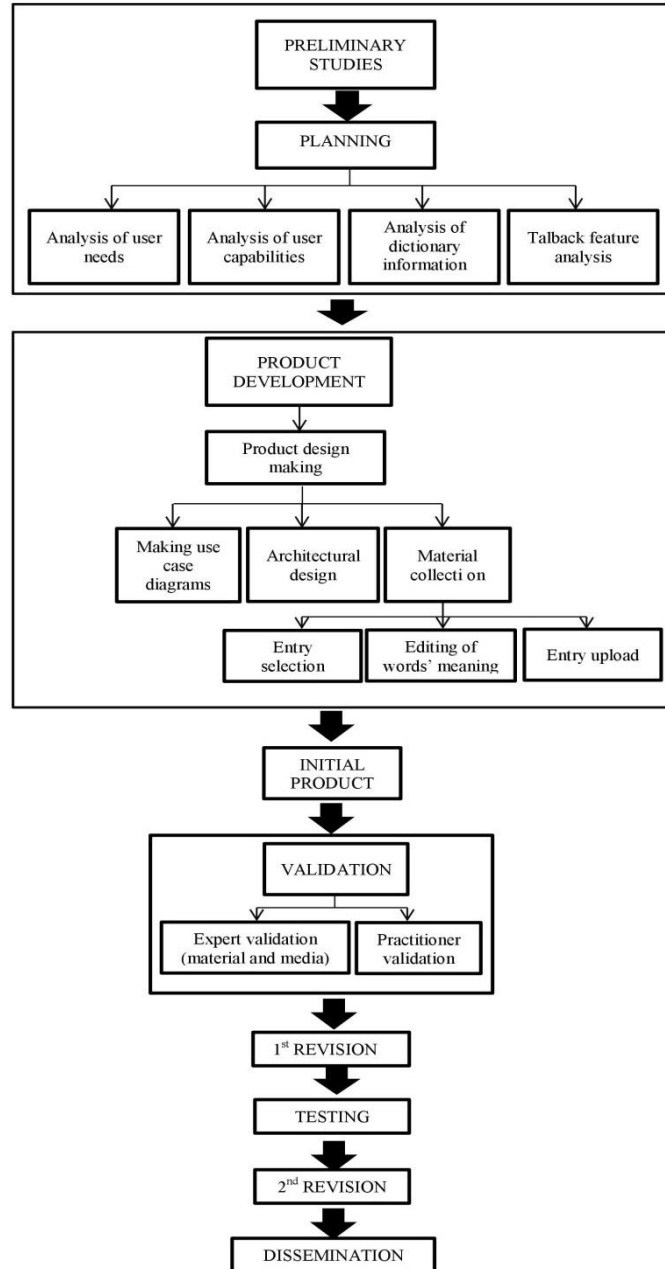 PRELIMINARY
STUDIES
PLANNING
Analysis of user
needs
Analysis of user
capabilities
Analysis of
dictionary
information
Talback feature
analysis
PRODUCT
DEVELOPMENT
Product design
making
Making use
case
diagrams
Architectural
design
Material
collecti on
Entry
selection
Editing of
words' meaning
Entry upload
INITIAL
PRODUCT
VALIDATION
Expert validation
(material and media)
Practitioner
validation
1st REVISION
TESTING
2nd REVISION
DISSEMINATION